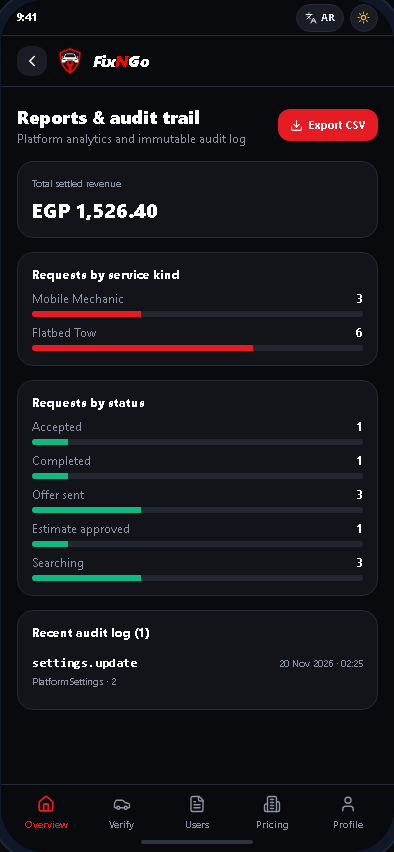 9:41
AR
FixNGo
Reports & audit trail
Platform analytics and immutable audit log
Export CSV
Total settled revenue
EGP 1,526.40
Requests by service kind
Mobile Mechanic 3
Flatbed Tow 6
Requests by status
Accepted 1
Completed 1
Offer sent 3
Estimate approved 1
Searching 3
Recent audit log (1)
settings.update 20 Nov 2026 · 02:25
PlatformSettings · 2
Overview Verify Users Pricing Profile